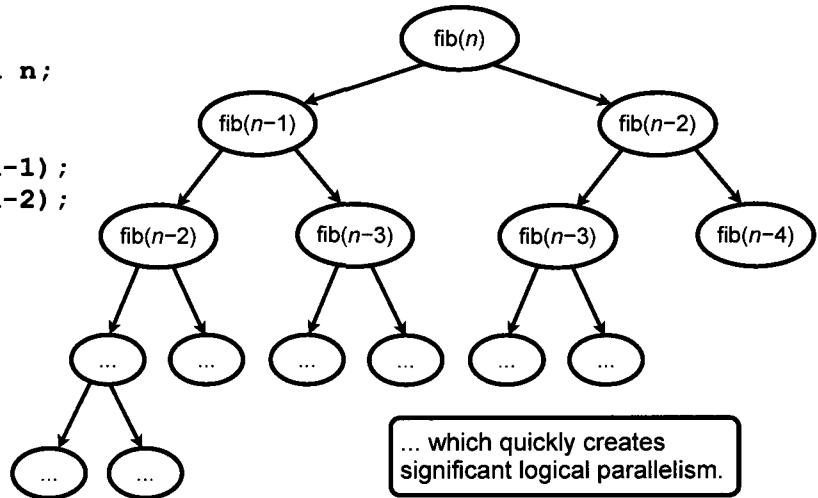 fib(n)
n;
fib(n−1)
fib(n−2)
-1);
-2);
fib(n−2)
fib(n−3)
fib(n−3)
fib(n−4)
...
...
...
...
...
...
... which quickly creates
significant logical parallelism.
...
...